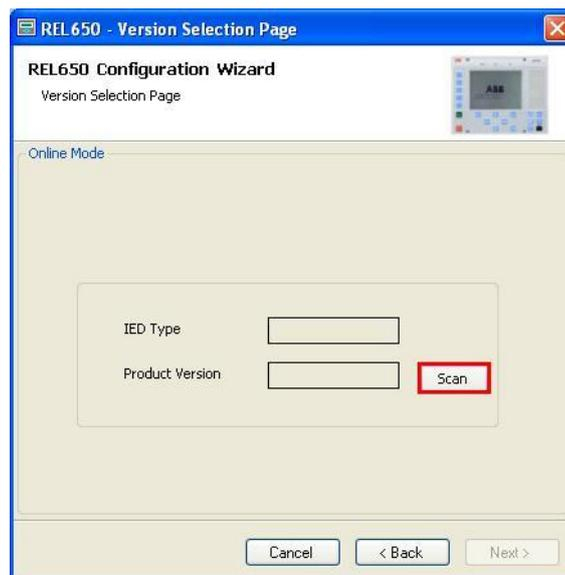 REL650 - Version Selection Page
REL650 Configuration Wizard
Version Selection Page
ABB
Online Mode
IED Type
Product Version
Scan
Cancel
< Back
Next >